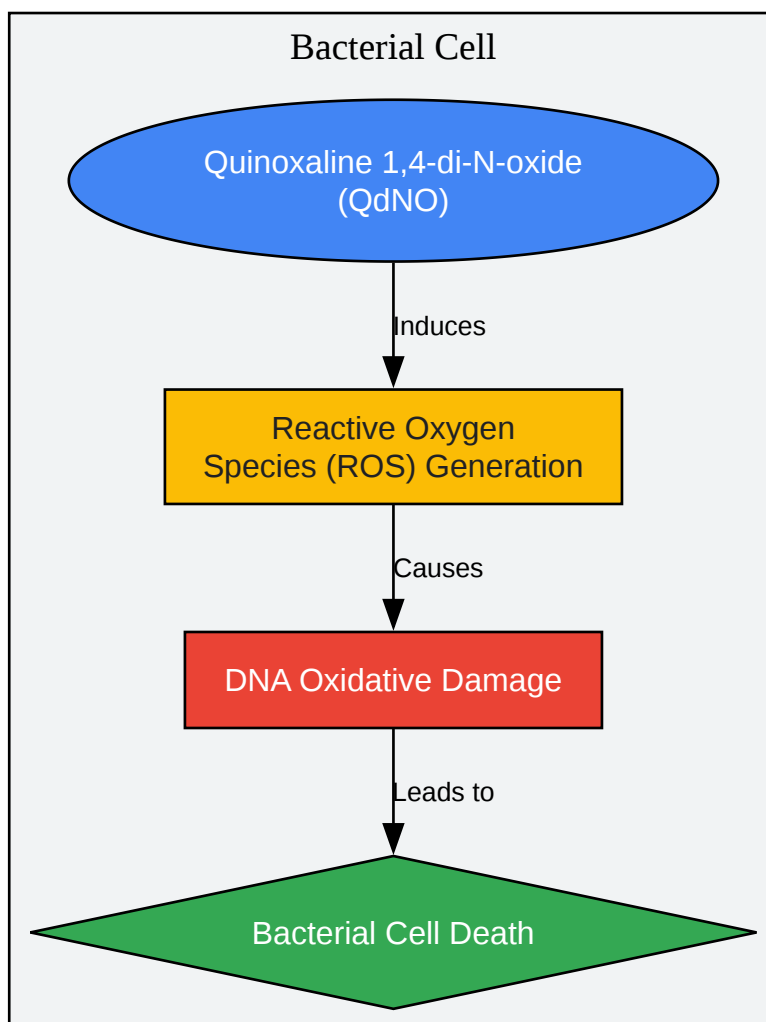 Bacterial Cell
Quinoxaline 1,4-di-N-oxide
(QdNO)
Induces
Reactive Oxygen
Species (ROS) Generation
Causes
DNA Oxidative Damage
Leads to
Bacterial Cell Death